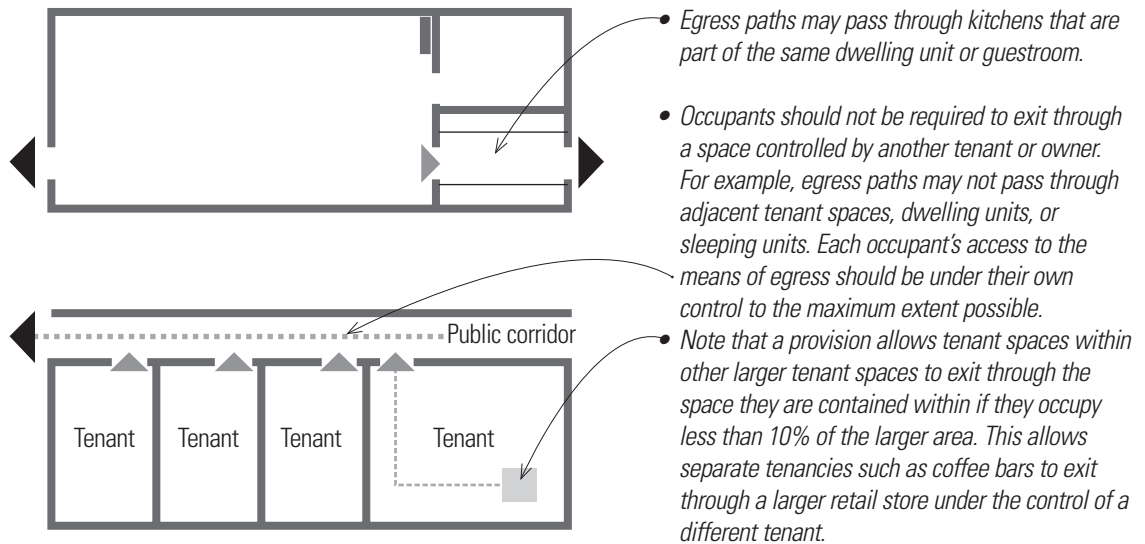 • Egress paths may pass through kitchens that are
part of the same dwelling unit or guestroom.
• Occupants should not be required to exit through
a space controlled by another tenant or owner.
For example, egress paths may not pass through
adjacent tenant spaces, dwelling units, or
sleeping units. Each occupant’s access to the
means of egress should be under their own
control to the maximum extent possible.
• Note that a provision allows tenant spaces within
other larger tenant spaces to exit through the
space they are contained within if they occupy
less than 10% of the larger area. This allows
separate tenancies such as coffee bars to exit
through a larger retail store under the control of a
different tenant.
Public corridor
Tenant
Tenant
Tenant
Tenant